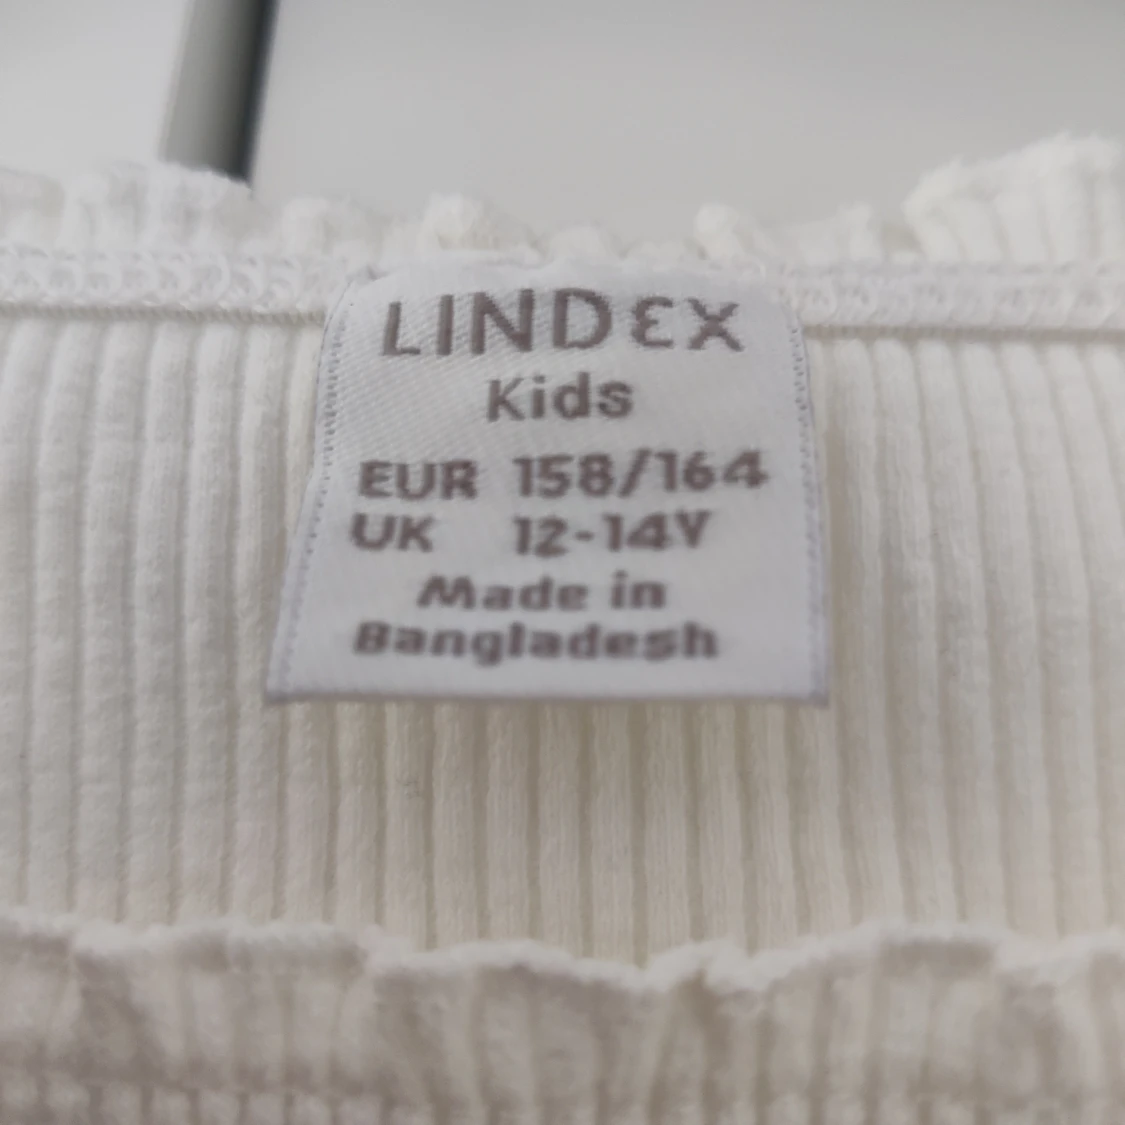 LINDEX
Kids
EUR 158/164
UK 12-14Y
Made in
Bangladesh